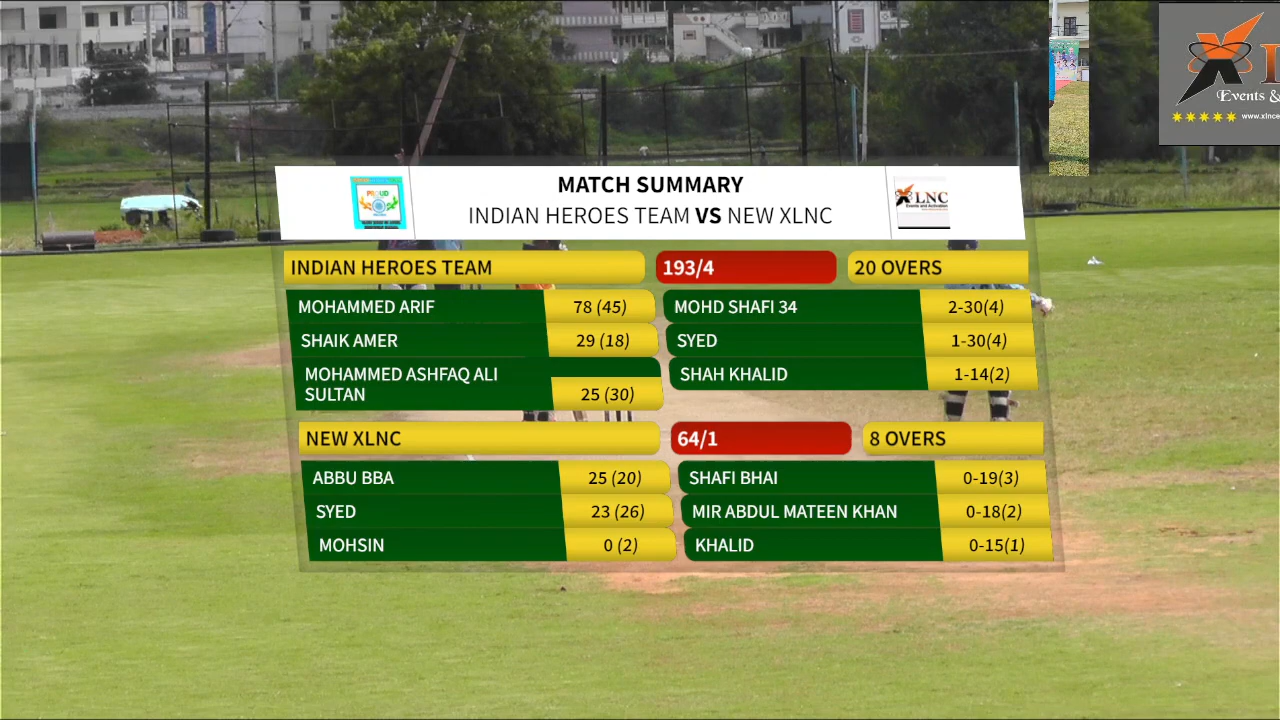 MATCH SUMMARY
INDIAN HEROES TEAM VS NEW XLNC
PROUD
LNC
Events &
www.xlnce
INDIAN HEROES TEAM 193/4 20 OVERS
MOHAMMED ARIF 78 (45) MOHD SHAFI 34 2-30(4)
SHAIK AMER 29 (18) SYED 1-30(4)
MOHAMMED ASHFAQ ALI
SULTAN 25 (30) SHAH KHALID 1-14(2)
NEW XLNC 64/1 8 OVERS
ABBU BBA 25 (20) SHAFI BHAI 0-19(3)
SYED 23 (26) MIR ABDUL MATEEN KHAN 0-18(2)
MOHSIN 0 (2) KHALID 0-15(1)